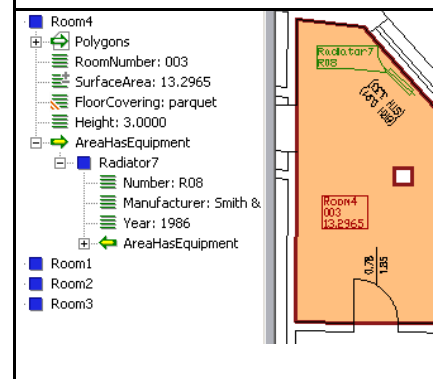 Room4
Polygons
RoomNumber: 003
SurfaceArea: 13.2965
FloorCovering: parquet
Height: 3.0000
AreaHasEquipment
Radiator7
Number: R08
Manufacturer: Smith &
Year: 1986
AreaHasEquipment
Room1
Room2
Room3
Radiator7
R08
Room4
003
13.2965
0.78
1.35